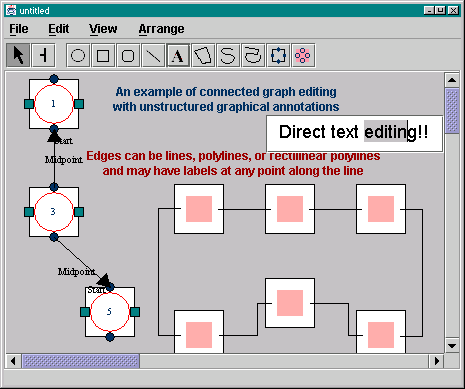 untitled
File Edit View Arrange
A
An example of connected graph editing
with unstructured graphical annotations
Direct text editing!!
Edges can be lines, polylines, or rectilinear polylines
and may have labels at any point along the line
1
Start
Midpoint
3
Midpoint
Start
5